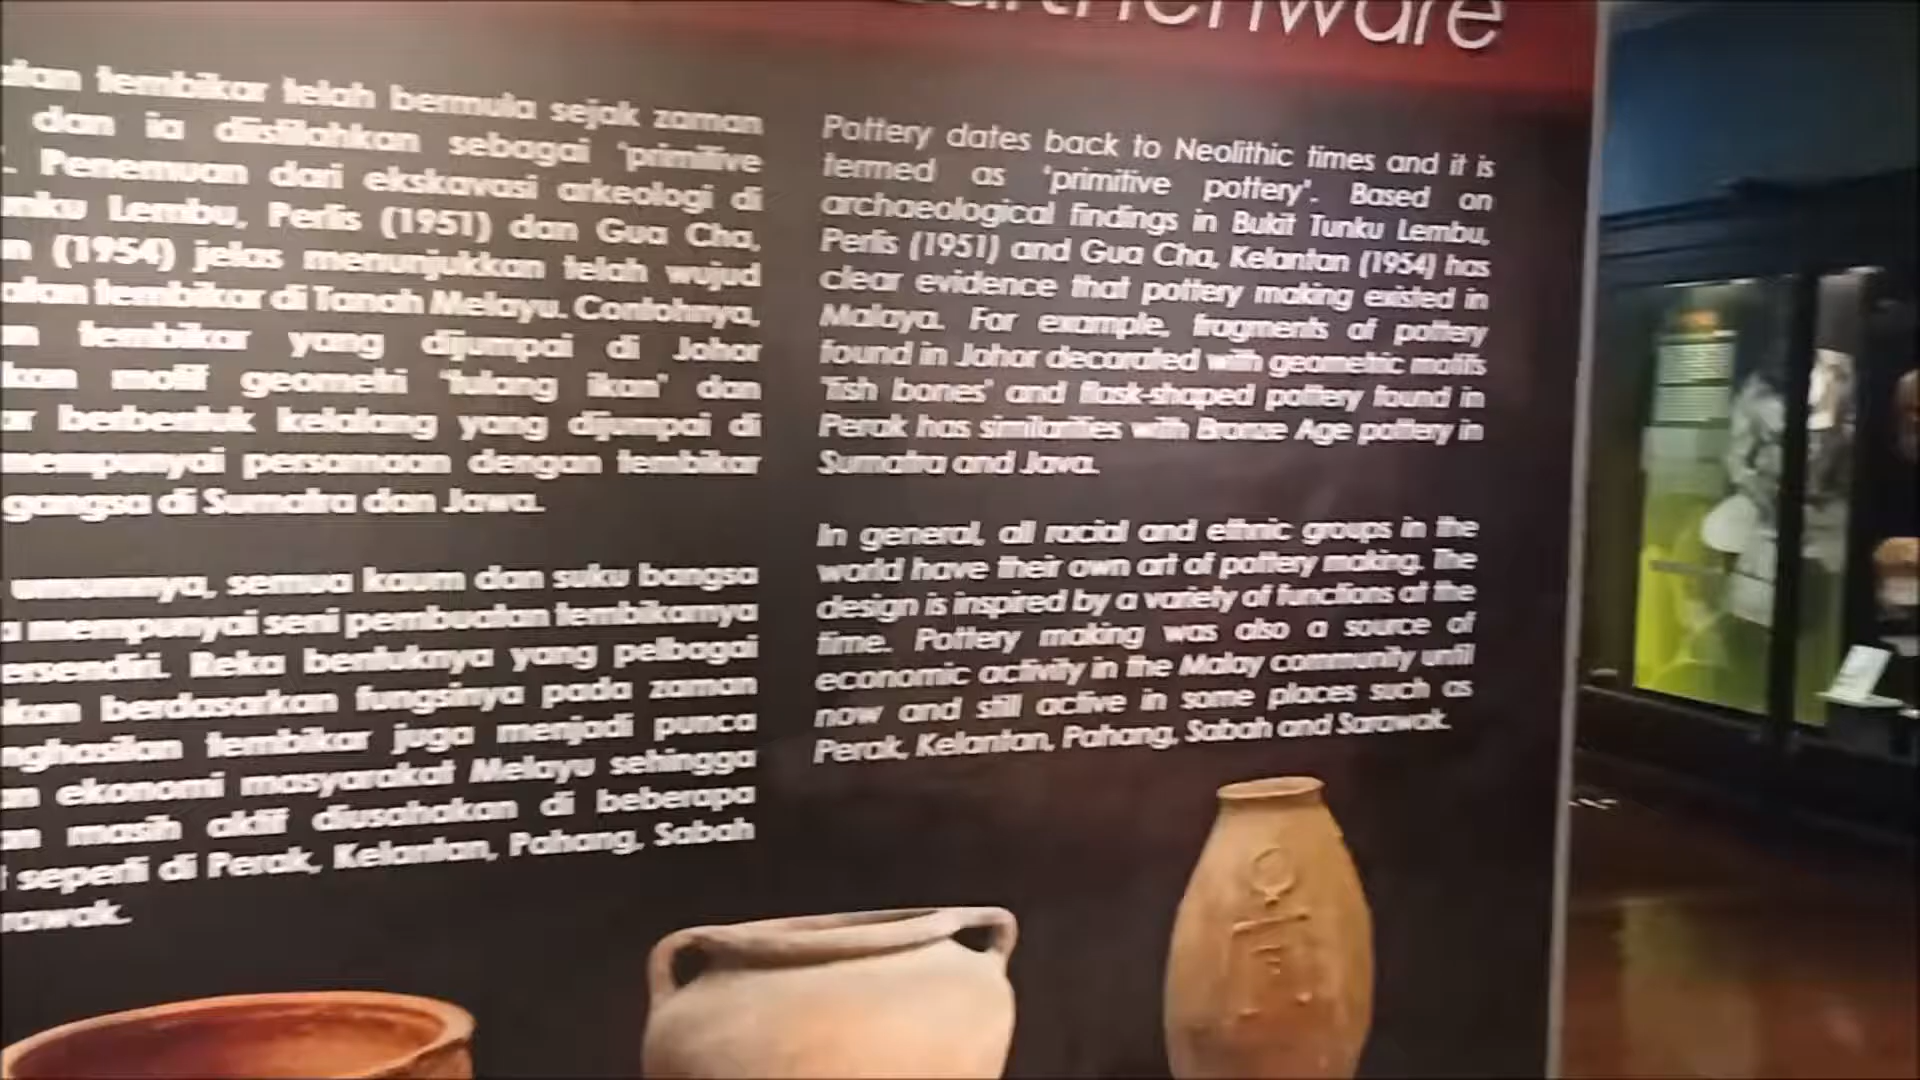 earthenware
tembikar telah bermula sejak zaman
dan ia diistilahkan sebagai 'primitive
. Penemuan dari ekskavasi arkeologi di
Lembu, Perlis (1951) dan Gua Cha,
(1954) jelas menunjukkan telah wujud
tembikar di Tanah Melayu. Contohnya,
tembikar yang dijumpai di Johor
motif geometri 'tulang ikan' dan
berbentuk kelalang yang dijumpai di
mempunyai persamaan dengan tembikar
gangsa di Sumatra dan Jawa.
umumnya, semua kaum dan suku bangsa
mempunyai seni pembuatan tembikarnya
Reka bentuknya yang pelbagai
berdasarkan fungsinya pada zaman
tembikar juga menjadi punca
ekonomi masyarakat Melayu sehingga
masih aktif diusahakan di beberapa
seperti di Perak, Kelantan, Pahang, Sabah
Pottery dates back to Neolithic times and it is
termed as 'primitive pottery'. Based on
archaeological findings in Bukit Tunku Lembu,
Perlis (1951) and Gua Cha, Kelantan (1954) has
clear evidence that pottery making existed in
Malaya. For example, fragments of pottery
found in Johor decorated with geometric motifs
'fish bones' and flask-shaped pottery found in
Perak has similarities with Bronze Age pottery in
Sumatra and Java.
In general, all racial and ethnic groups in the
world have their own art of pottery making. The
design is inspired by a variety of functions at the
time. Pottery making was also a source of
economic activity in the Malay community until
now and still active in some places such as
Perak, Kelantan, Pahang, Sabah and Sarawak.